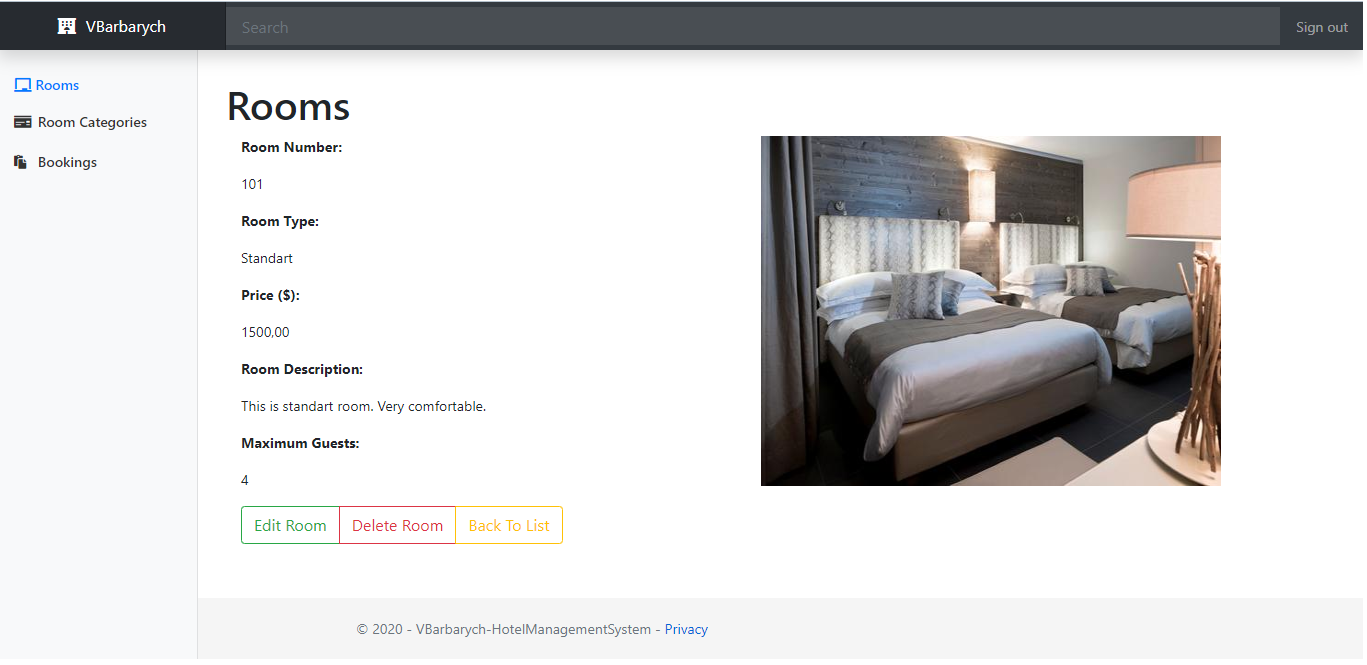 VBarbarych
Search
Sign out
Rooms
Room Categories
Bookings
Rooms
Room Number:
101
Room Type:
Standart
Price ($):
1500,00
Room Description:
This is standart room. Very comfortable.
Maximum Guests:
4
Edit Room Delete Room Back To List
© 2020 - VBarbarych-HotelManagementSystem - Privacy